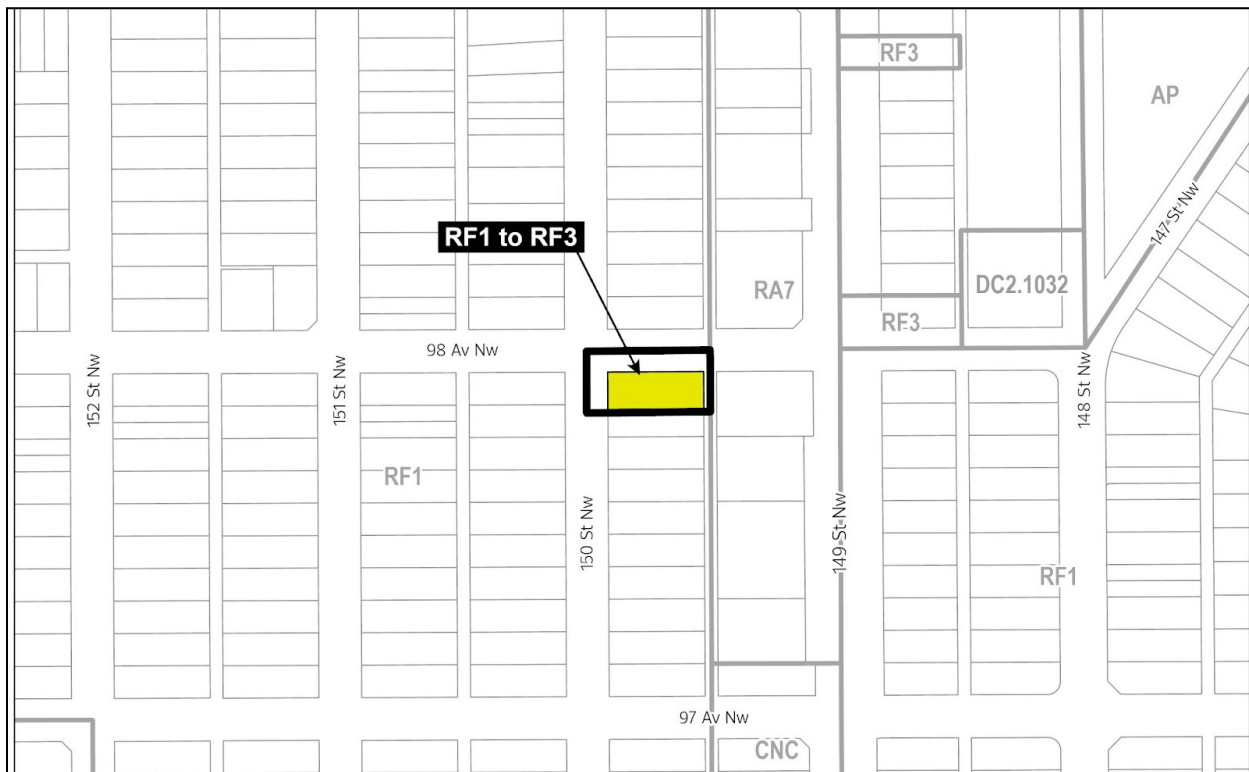 RF3
AP
147 St Nw
RF1 to RF3
RA7
DC2.1032
RF3
98 Av Nw
152 St Nw
151 St Nw
148 St Nw
RF1
150 St Nw
149 St Nw
RF1
97 Av Nw
CNC